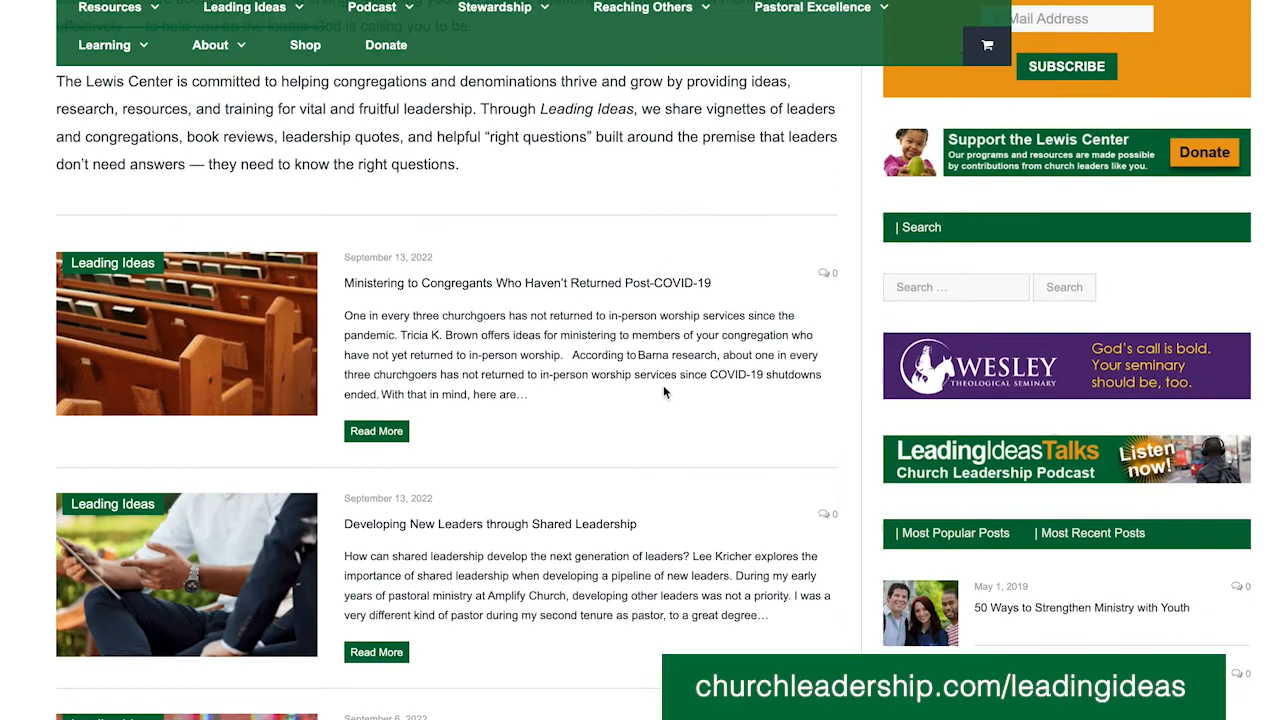 Resources Leading Ideas Podcast Stewardship Reaching Others Pastoral Excellence
Learning About Shop Donate
The Lewis Center is committed to helping congregations and denominations thrive and grow by providing ideas,
research, resources, and training for vital and fruitful leadership. Through Leading Ideas, we share vignettes of leaders
and congregations, book reviews, leadership quotes, and helpful “right questions” built around the premise that leaders
don’t need answers — they need to know the right questions.
Leading Ideas
September 13, 2022
0
Ministering to Congregants Who Haven’t Returned Post-COVID-19
One in every three churchgoers has not returned to in-person worship services since the
pandemic. Tricia K. Brown offers ideas for ministering to members of your congregation who
have not yet returned to in-person worship. According to Barna research, about one in every
three churchgoers has not returned to in-person worship services since COVID-19 shutdowns
ended. With that in mind, here are…
Read More
Leading Ideas
September 13, 2022
0
Developing New Leaders through Shared Leadership
How can shared leadership develop the next generation of leaders? Lee Kricher explores the
importance of shared leadership when developing a pipeline of new leaders. During my early
years of pastoral ministry at Amplify Church, developing other leaders was not a priority. I was a
very different kind of pastor during my second tenure as pastor, to a great degree…
Read More
September 6, 2022
Mail Address
SUBSCRIBE
Support the Lewis Center
Our programs and resources are made possible
by contributions from church leaders like you.
Donate
| Search
Search …
Search
WESLEY
THEOLOGICAL SEMINARY
God’s call is bold.
Your seminary
should be, too.
LeadingIdeasTalks
Church Leadership Podcast
Listen
now!
| Most Popular Posts | Most Recent Posts
May 1, 2019
0
50 Ways to Strengthen Ministry with Youth
0
churchleadership.com/leadingideas